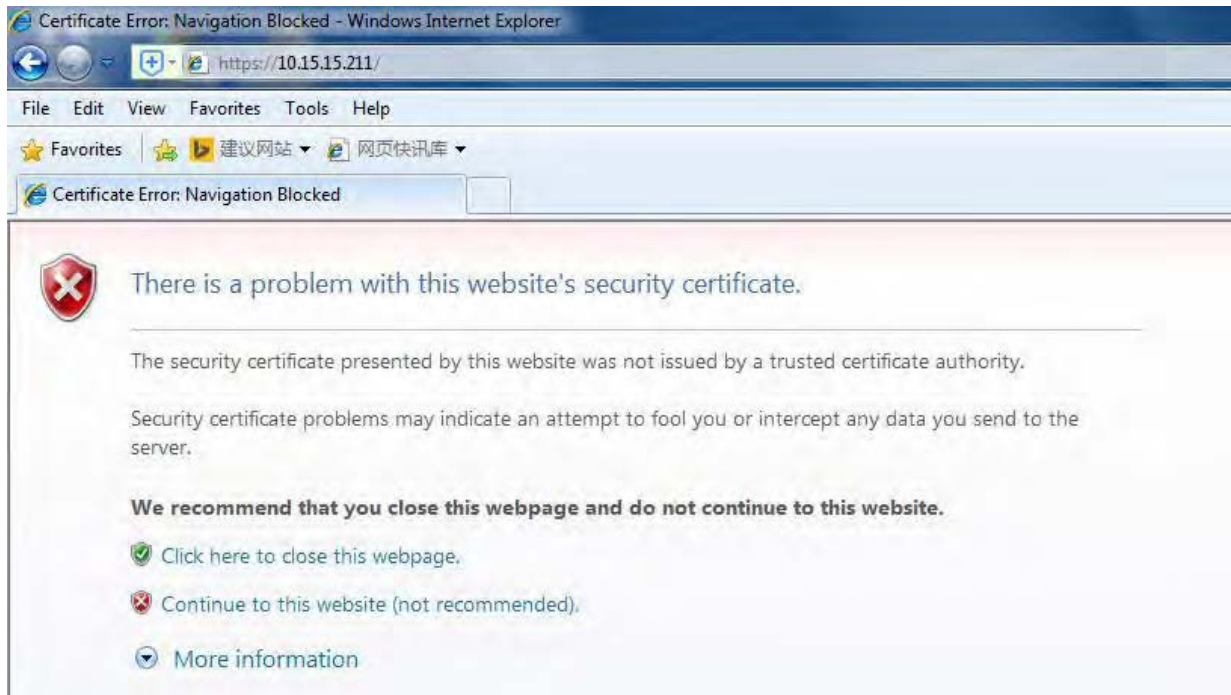 Certificate Error: Navigation Blocked - Windows Internet Explorer
https://10.15.15.211/
File Edit View Favorites Tools Help
Favorites 建议网站 网页快讯库
Certificate Error: Navigation Blocked
There is a problem with this website's security certificate.
The security certificate presented by this website was not issued by a trusted certificate authority.
Security certificate problems may indicate an attempt to fool you or intercept any data you send to the
server.
We recommend that you close this webpage and do not continue to this website.
Click here to close this webpage.
Continue to this website (not recommended).
More information